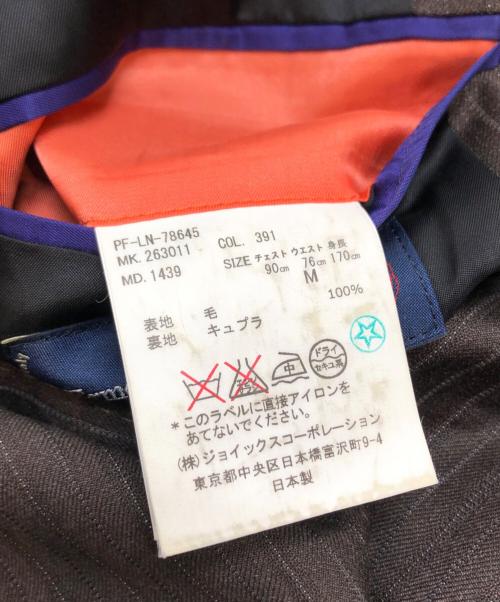 PF-LN-78645 COL. 391
MK. 263011 SIZE チェスト ウエスト 身長
MD. 1439 90cm 76cm 170cm
M
100%
表地 毛
裏地 キュプラ
中 ドライ
セキユ系
*このラベルに直接アイロンを
あてないでください。
(株)ジョイックスコーポレーション
東京都中央区日本橋富沢町9-4
日本製